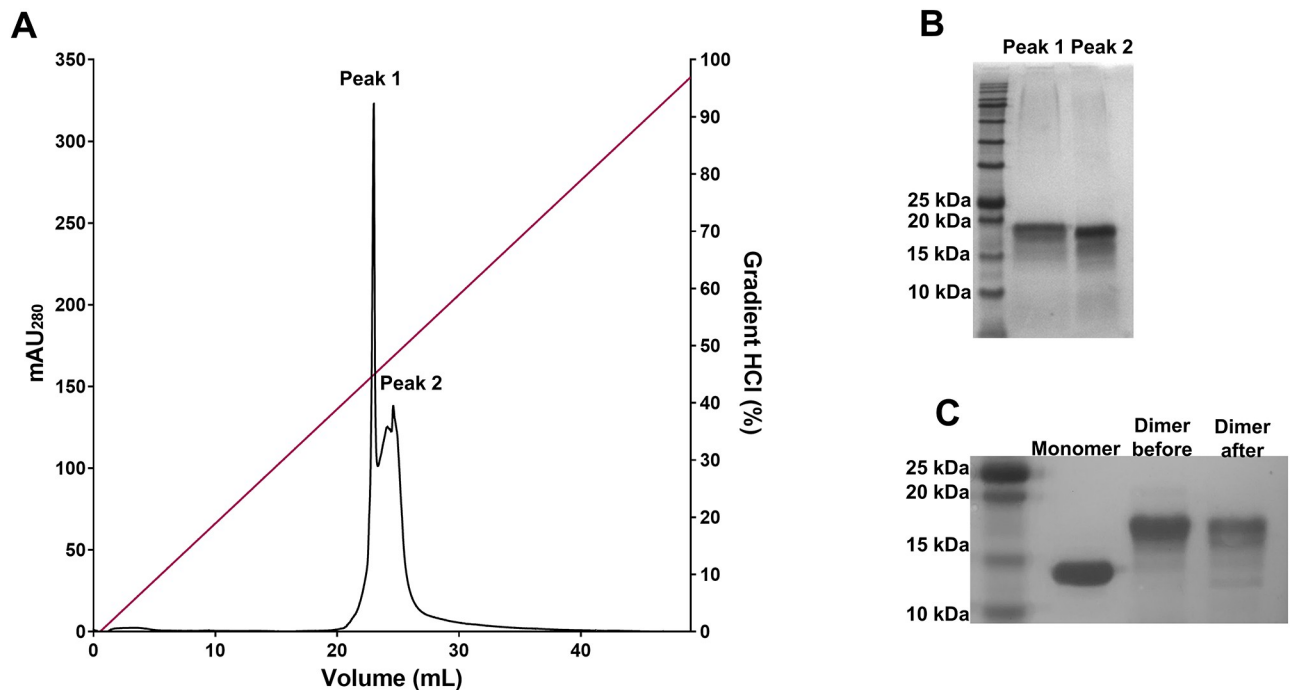 A
350
300
250
200
150
100
50
0
mAU280
Peak 1
Peak 2
100
90
80
70
60
50
40
30
20
10
0
Gradient HCl (%)
0 10 20 30 40
Volume (mL)
B
Peak 1 Peak 2
25 kDa
20 kDa
15 kDa
10 kDa
C
Monomer
Dimer before
Dimer after
25 kDa
20 kDa
15 kDa
10 kDa